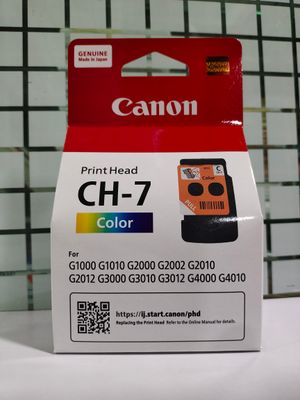 GENUINE
Made in Japan
Canon
Print Head
CH-7
Color
Color
For
G1000 G1010 G2000 G2002 G2010
G2012 G3000 G3010 G3012 G4000 G4010
https://ij.start.canon/phd
Replacing the Print Head Refer to the Online Manual for details.